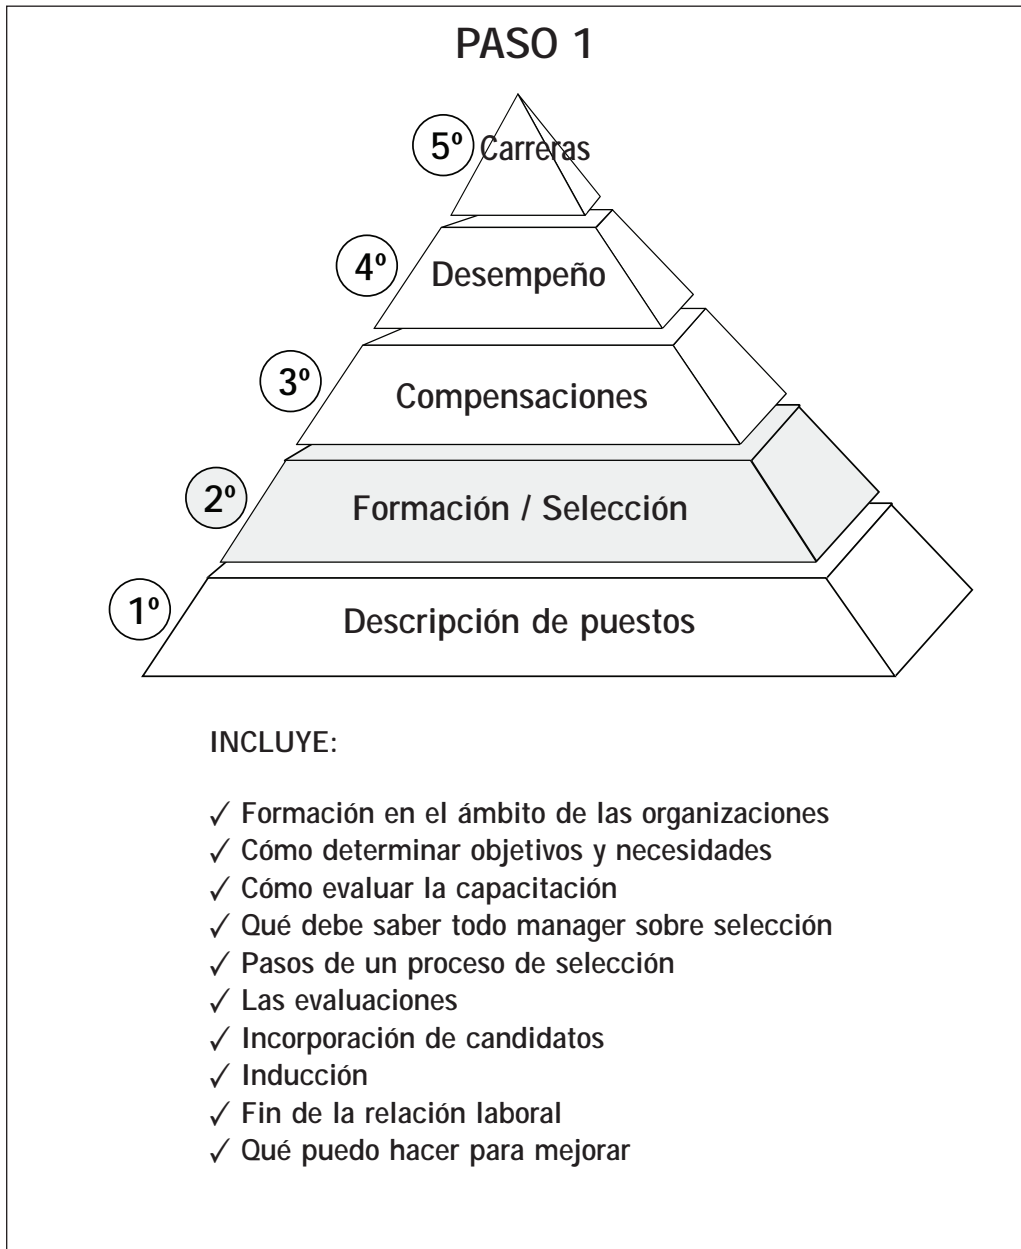 PASO 1
5º Carreras
4º Desempeño
3º Compensaciones
2º Formación / Selección
1º Descripción de puestos
INCLUYE:
✓ Formación en el ámbito de las organizaciones
✓ Cómo determinar objetivos y necesidades
✓ Cómo evaluar la capacitación
✓ Qué debe saber todo manager sobre selección
✓ Pasos de un proceso de selección
✓ Las evaluaciones
✓ Incorporación de candidatos
✓ Inducción
✓ Fin de la relación laboral
✓ Qué puedo hacer para mejorar